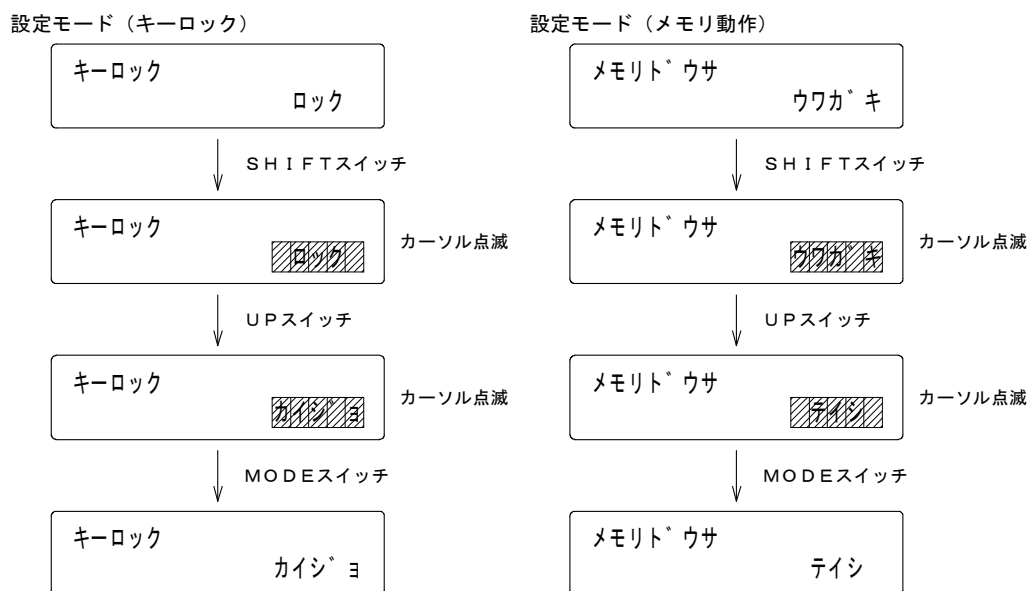 設定モード（キーロック）
キーロック
ロック
SHIFTスイッチ
キーロック
ロック
カーソル点滅
UPスイッチ
キーロック
カイジョ
カーソル点滅
MODEスイッチ
キーロック
カイジョ
設定モード（メモリ動作）
メモリドウサ
ウワガキ
SHIFTスイッチ
メモリドウサ
ウワガキ
カーソル点滅
UPスイッチ
メモリドウサ
テイシ
カーソル点滅
MODEスイッチ
メモリドウサ
テイシ